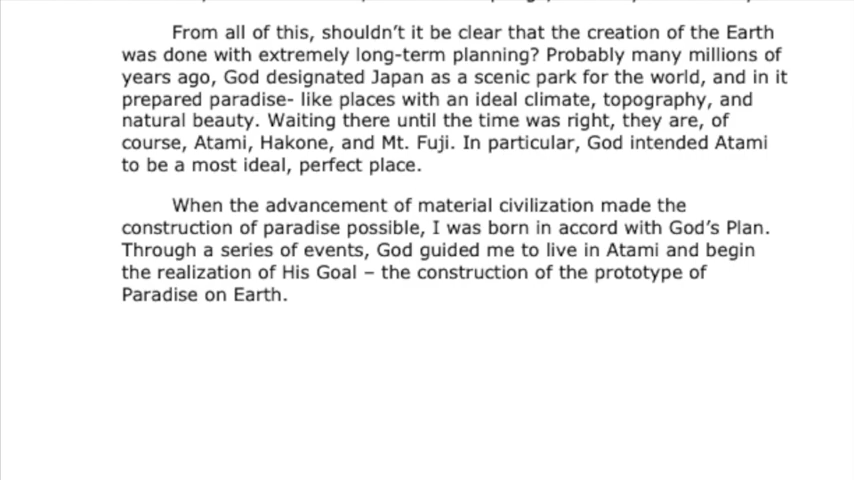 From all of this, shouldn't it be clear that the creation of the Earth
was done with extremely long-term planning? Probably many millions of
years ago, God designated Japan as a scenic park for the world, and in it
prepared paradise- like places with an ideal climate, topography, and
natural beauty. Waiting there until the time was right, they are, of
course, Atami, Hakone, and Mt. Fuji. In particular, God intended Atami
to be a most ideal, perfect place.
When the advancement of material civilization made the
construction of paradise possible, I was born in accord with God's Plan.
Through a series of events, God guided me to live in Atami and begin
the realization of His Goal – the construction of the prototype of
Paradise on Earth.